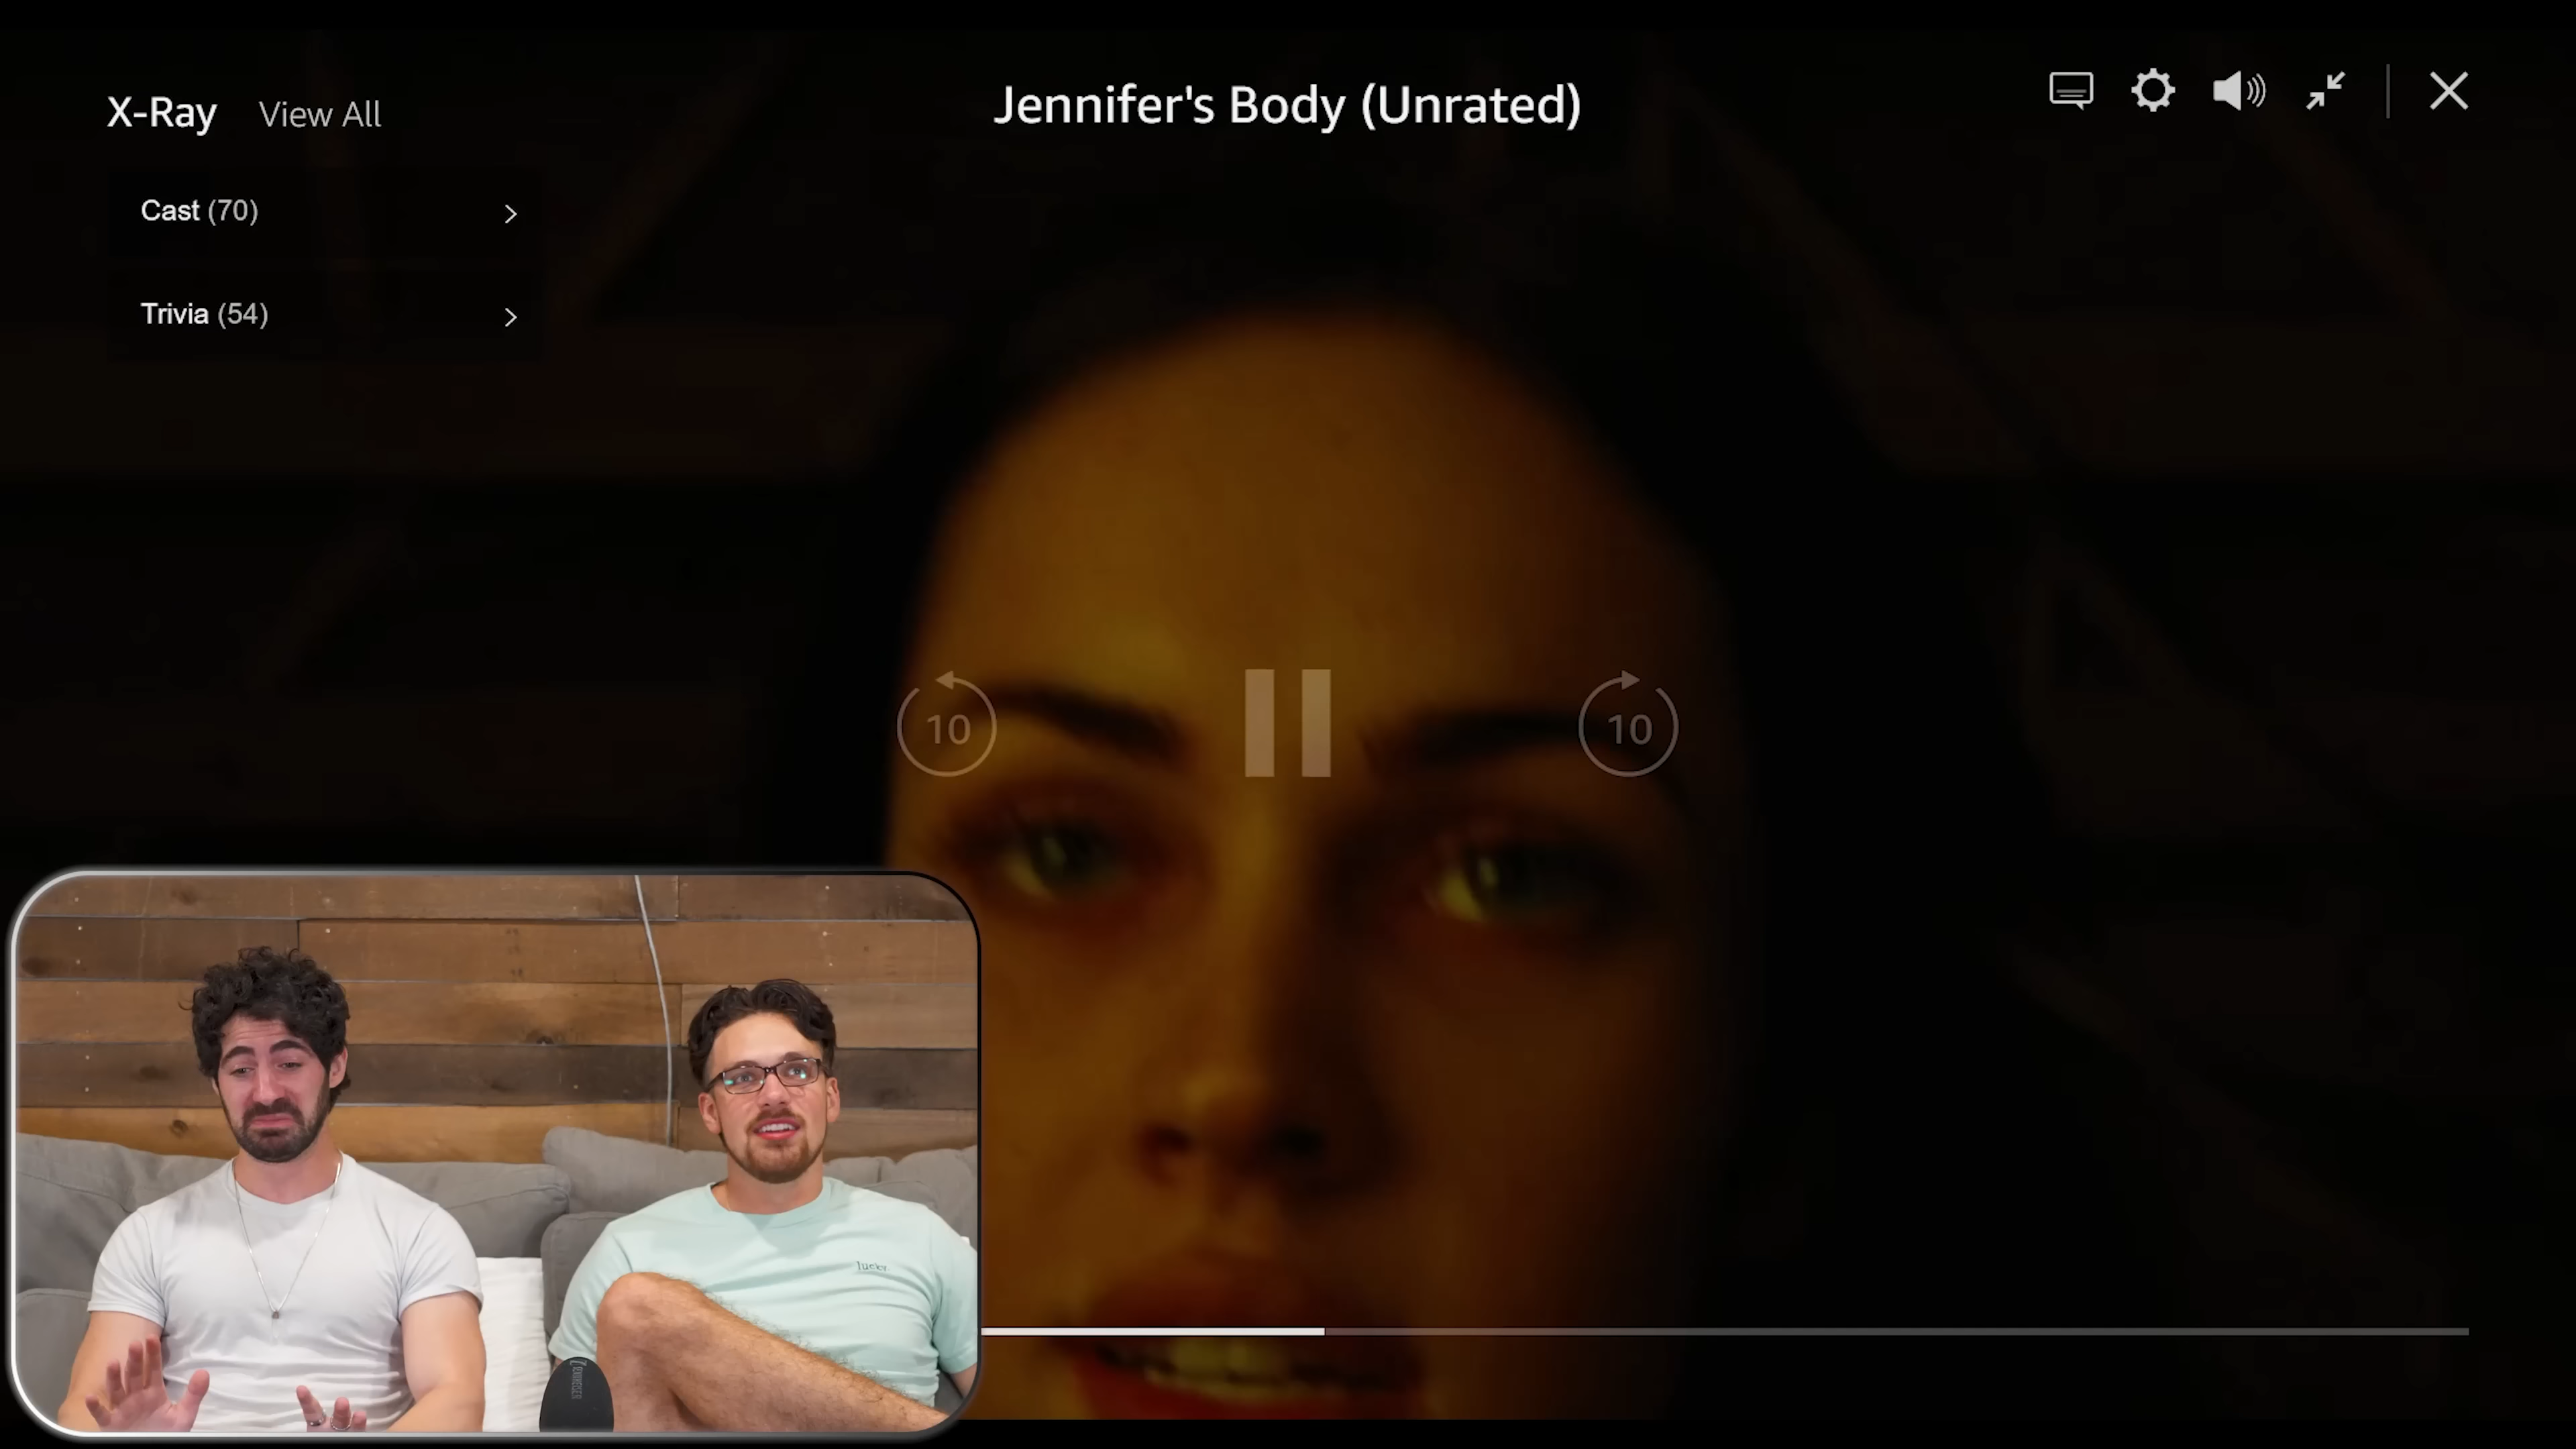 X-Ray View All
Jennifer's Body (Unrated)
Cast (70)
Trivia (54)
10
10
lucky